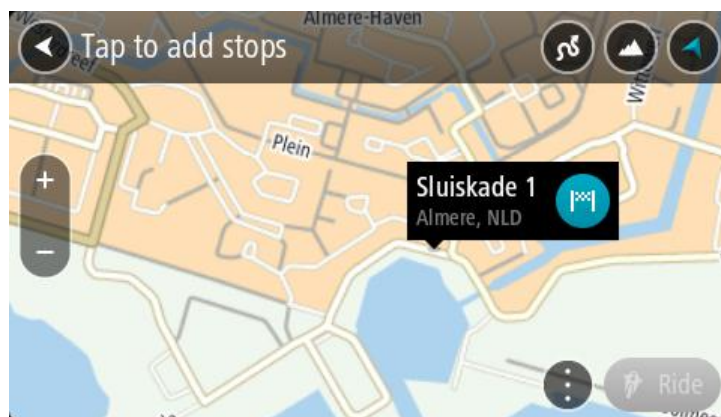 Almere-Haven
Tap to add stops
Plein
Sluiskade 1
Almere, NLD
+
−
Ride